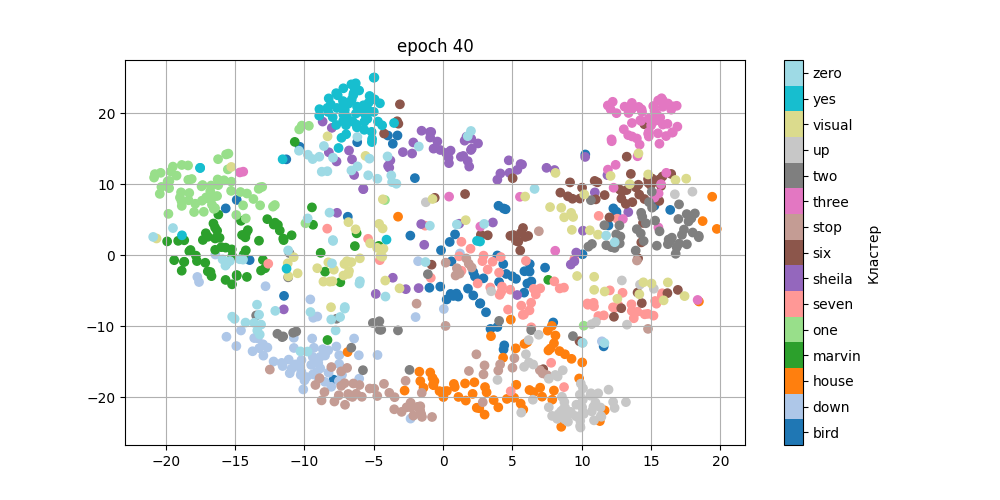 epoch 40
20
10
0
−10
−20
−20
−15
−10
−5
0
5
10
15
20
zero
yes
visual
up
two
three
stop
six
sheila
seven
one
marvin
house
down
bird
Кластер